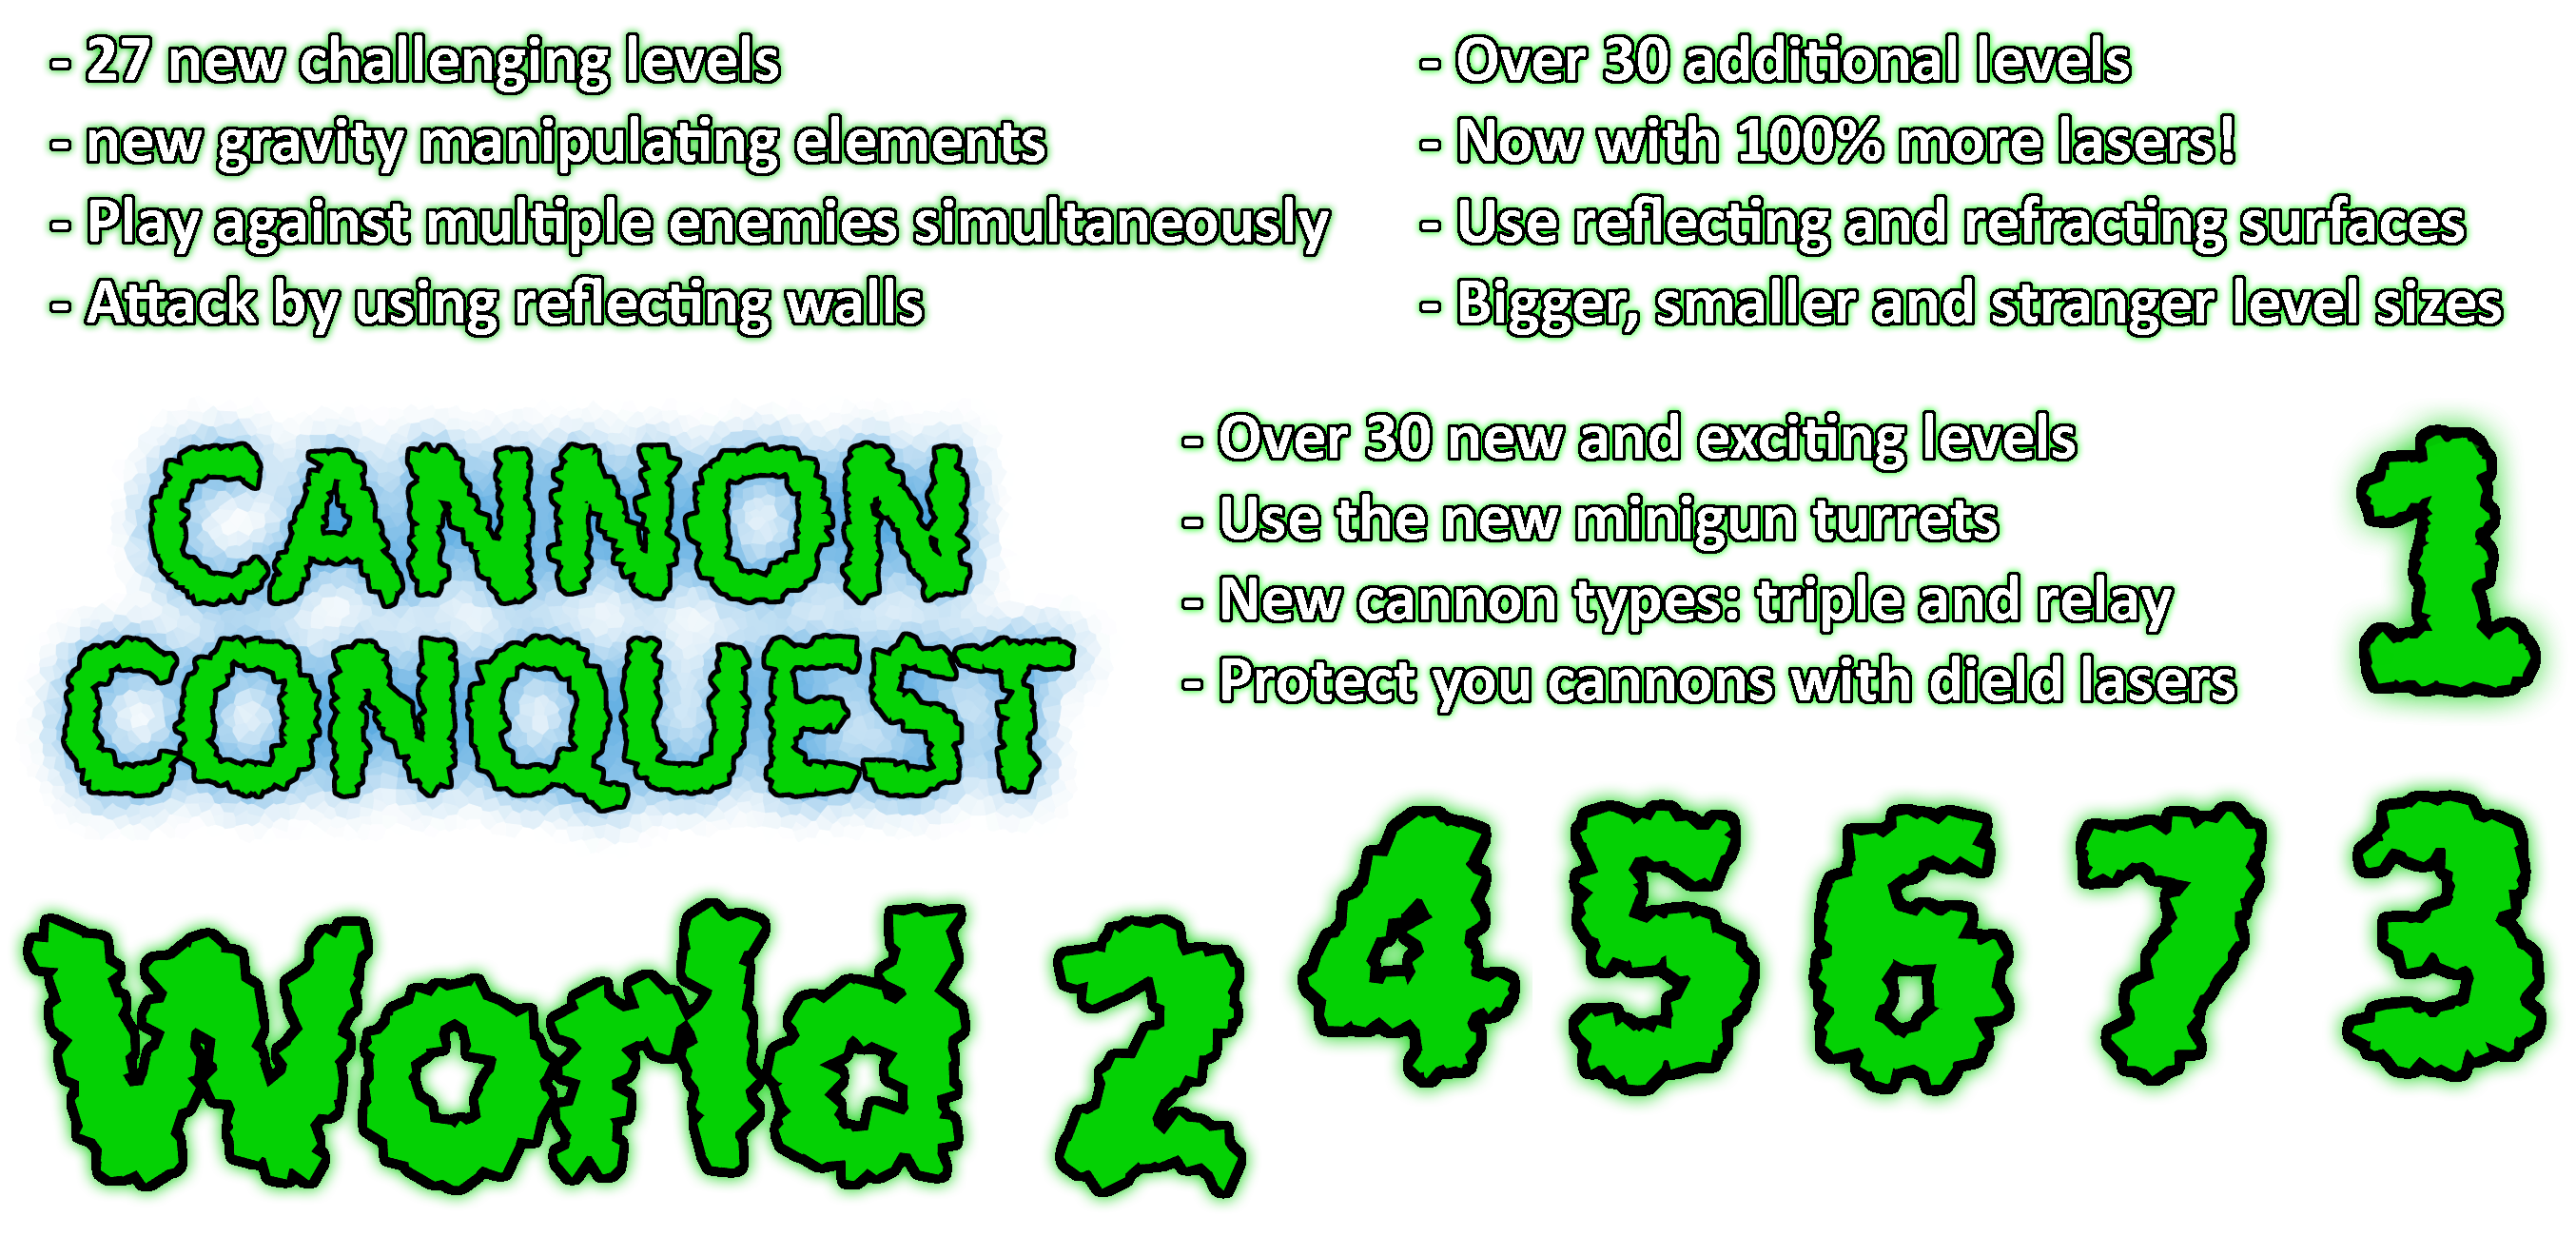 - 27 new challenging levels
- new gravity manipulating elements
- Play against multiple enemies simultaneously
- Attack by using reflecting walls
- Over 30 additional levels
- Now with 100% more lasers!
- Use reflecting and refracting surfaces
- Bigger, smaller and stranger level sizes
CANNON
CONQUEST
- Over 30 new and exciting levels
- Use the new minigun turrets
- New cannon types: triple and relay
- Protect you cannons with dield lasers
1
World 2
4 5 6 7 3